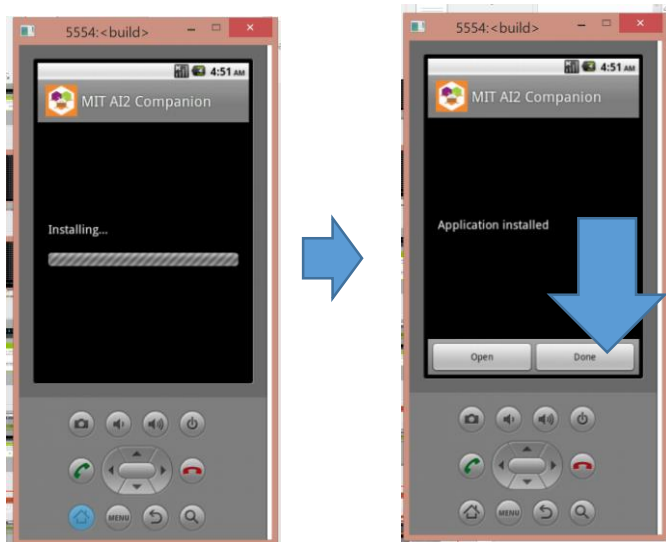 5554:<build>
4:51 AM
MIT AI2 Companion
Installing...
MENU
5554:<build>
4:51 AM
MIT AI2 Companion
Application installed
Open
Done
MENU